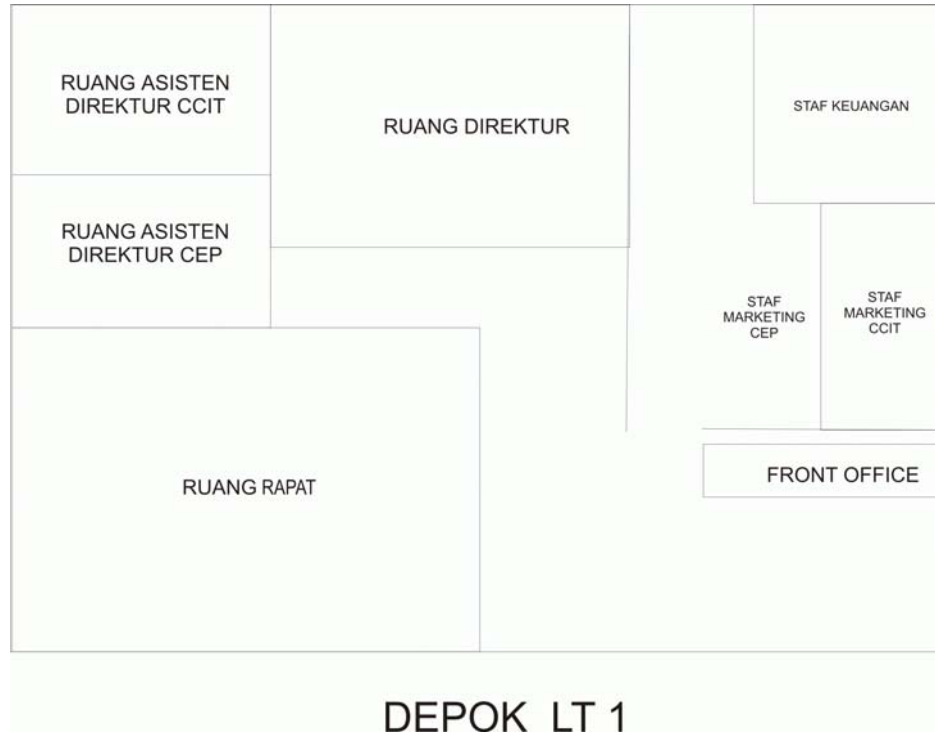 RUANG ASISTEN
DIREKTUR CCIT
RUANG DIREKTUR
STAF KEUANGAN
RUANG ASISTEN
DIREKTUR CEP
STAF
MARKETING
CEP
STAF
MARKETING
CCIT
RUANG RAPAT
FRONT OFFICE
DEPOK LT 1